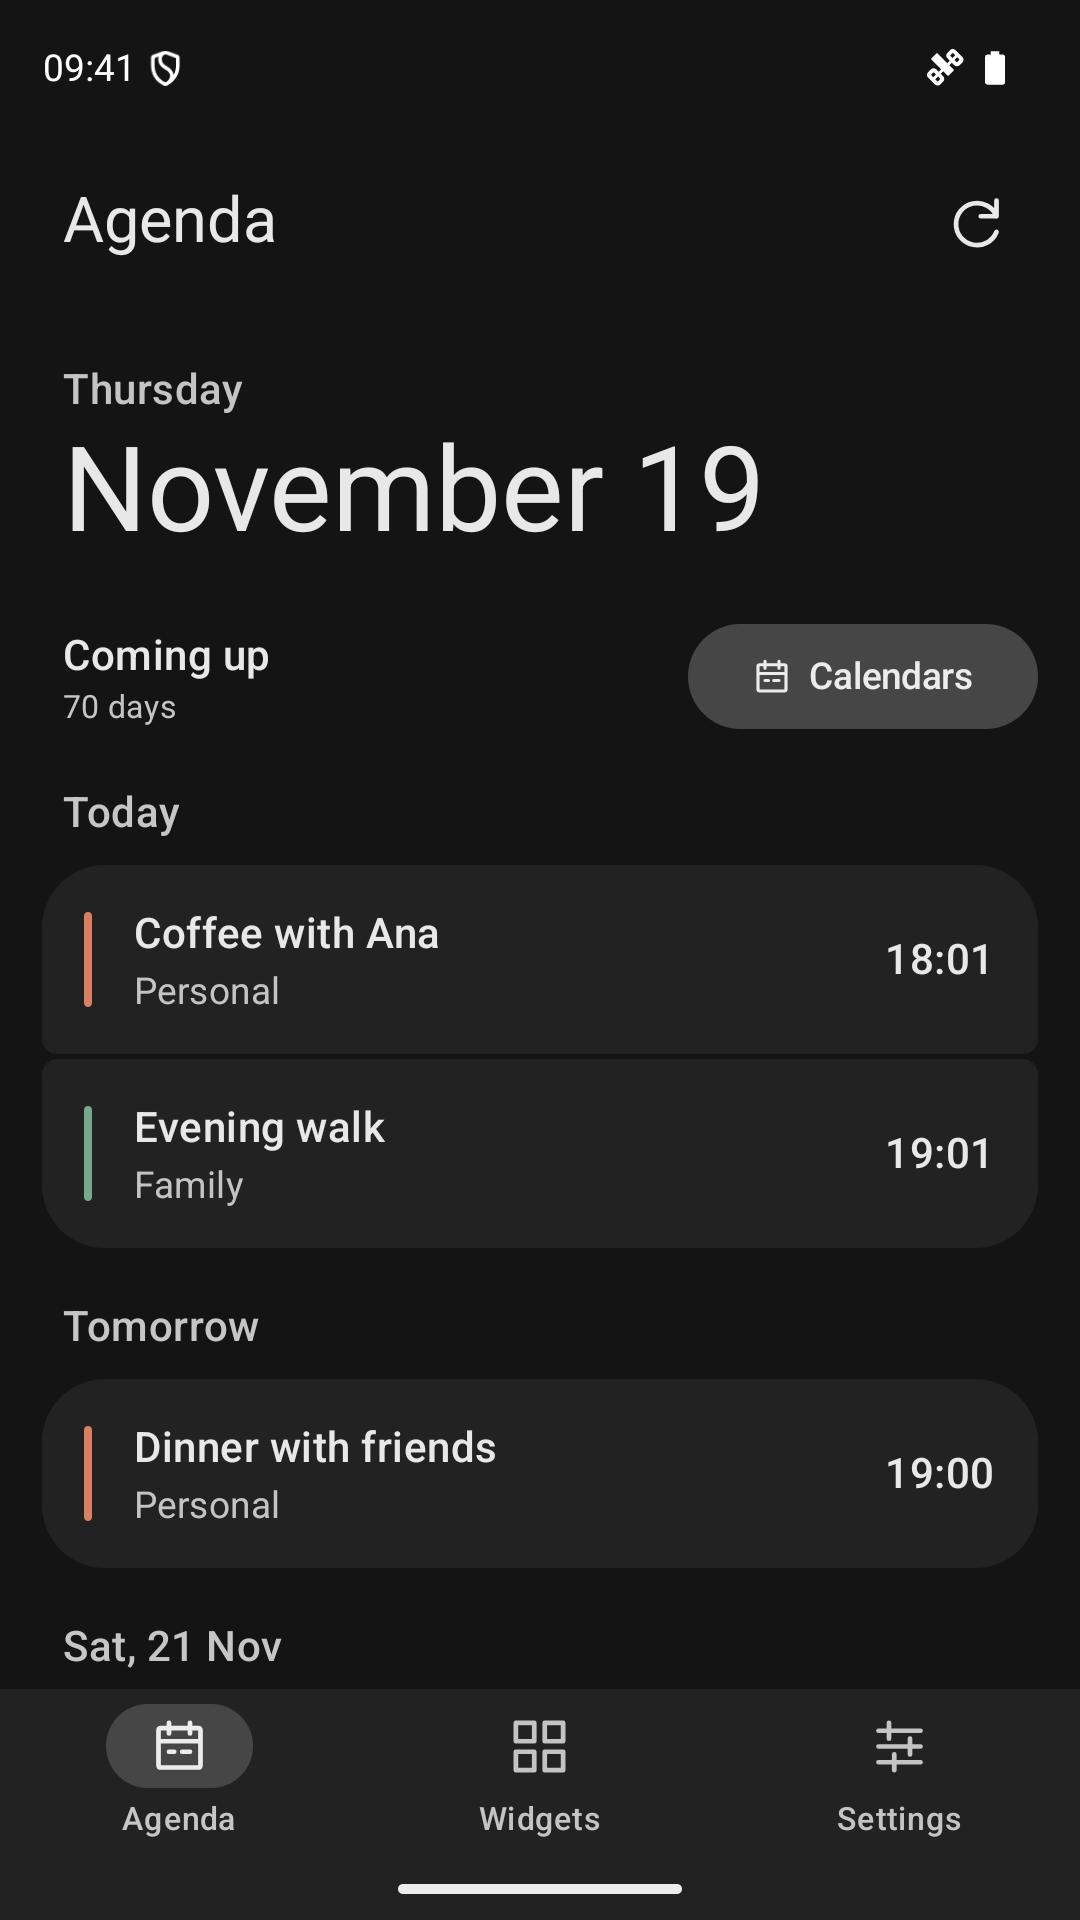 09:41
Agenda
Thursday
November 19
Coming up
70 days
Calendars
Today
Coffee with Ana
Personal
18:01
Evening walk
Family
19:01
Tomorrow
Dinner with friends
Personal
19:00
Sat, 21 Nov
Agenda
Widgets
Settings